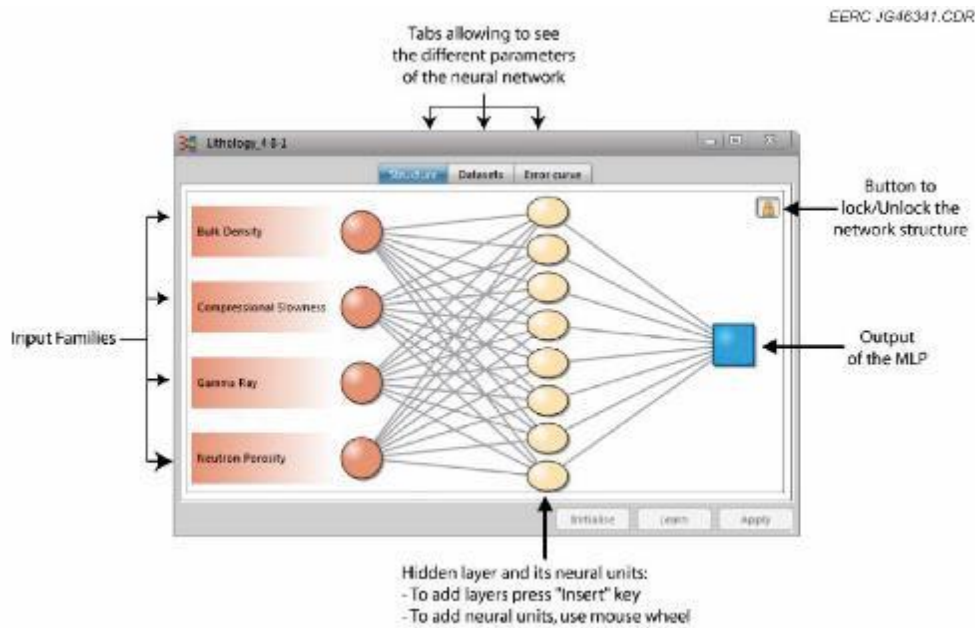 EERC JG46341.CDR
Tabs allowing to see
the different parameters
of the neural network
Lithology_4-8-1
Structure Datasets Error curve
Button to
lock/Unlock the
network structure
Bulk Density
Compressional Slowness
Input Families
Gamma Ray
Neutron Porosity
Output
of the MLP
Initialise Learn Apply
Hidden layer and its neural units:
- To add layers press "Insert" key
- To add neural units, use mouse wheel